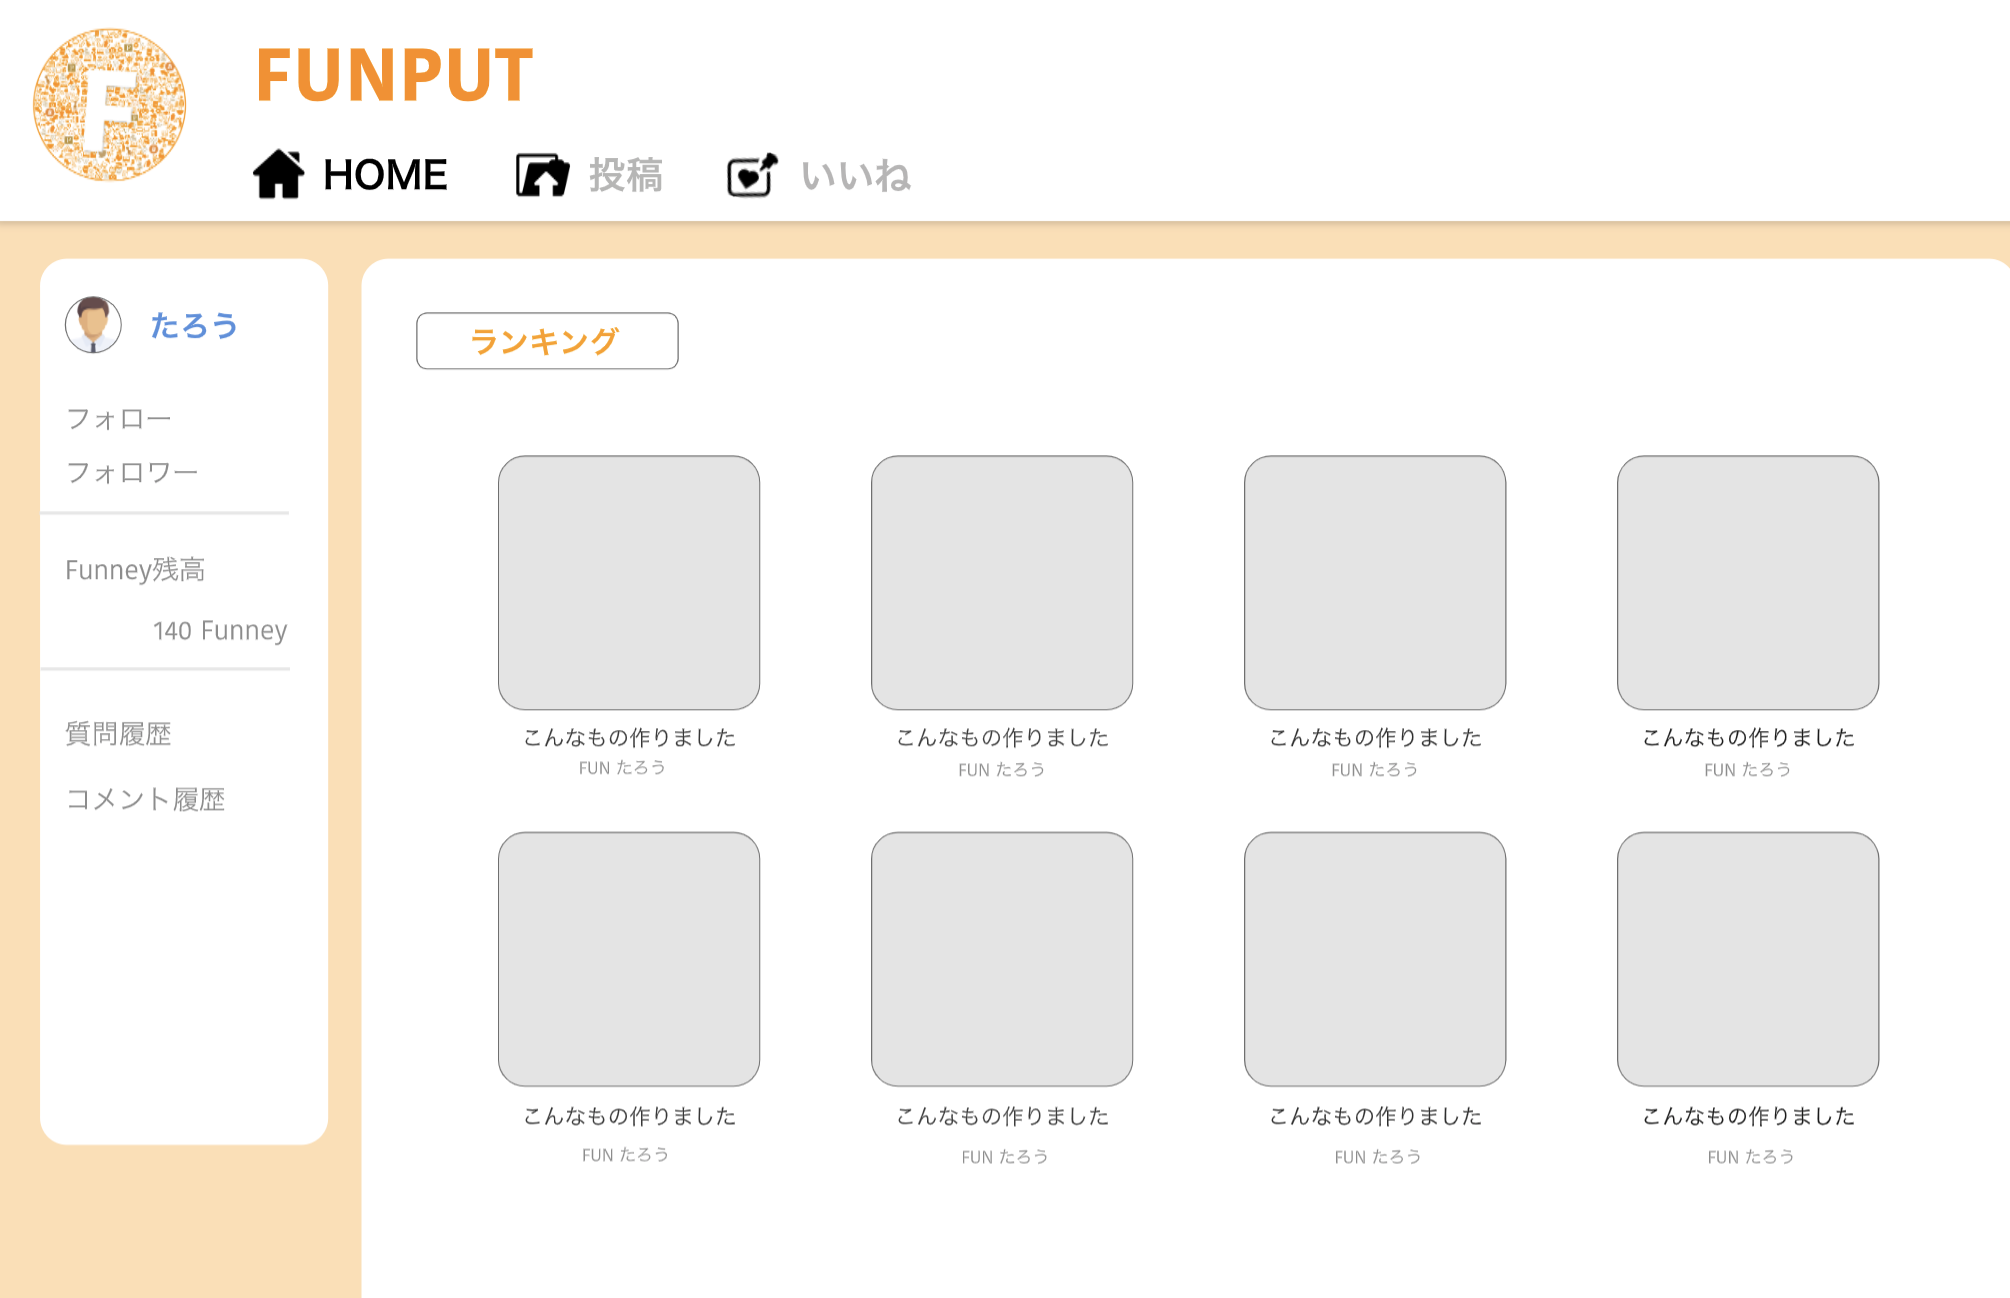 F
FUNPUT
HOME 投稿 いいね
たろう
フォロー
フォロワー
Funney残高
140 Funney
質問履歴
コメント履歴
ランキング
こんなもの作りました こんなもの作りました こんなもの作りました こんなもの作りました
FUN たろう FUN たろう FUN たろう FUN たろう
こんなもの作りました こんなもの作りました こんなもの作りました こんなもの作りました
FUN たろう FUN たろう FUN たろう FUN たろう